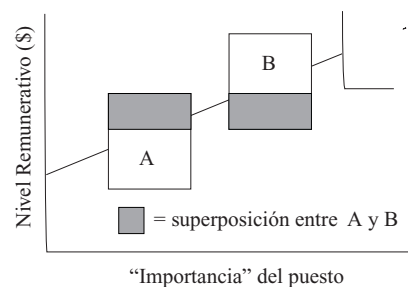 Nivel Remunerativo ($)
B
A
= superposición entre A y B
“Importancia” del puesto